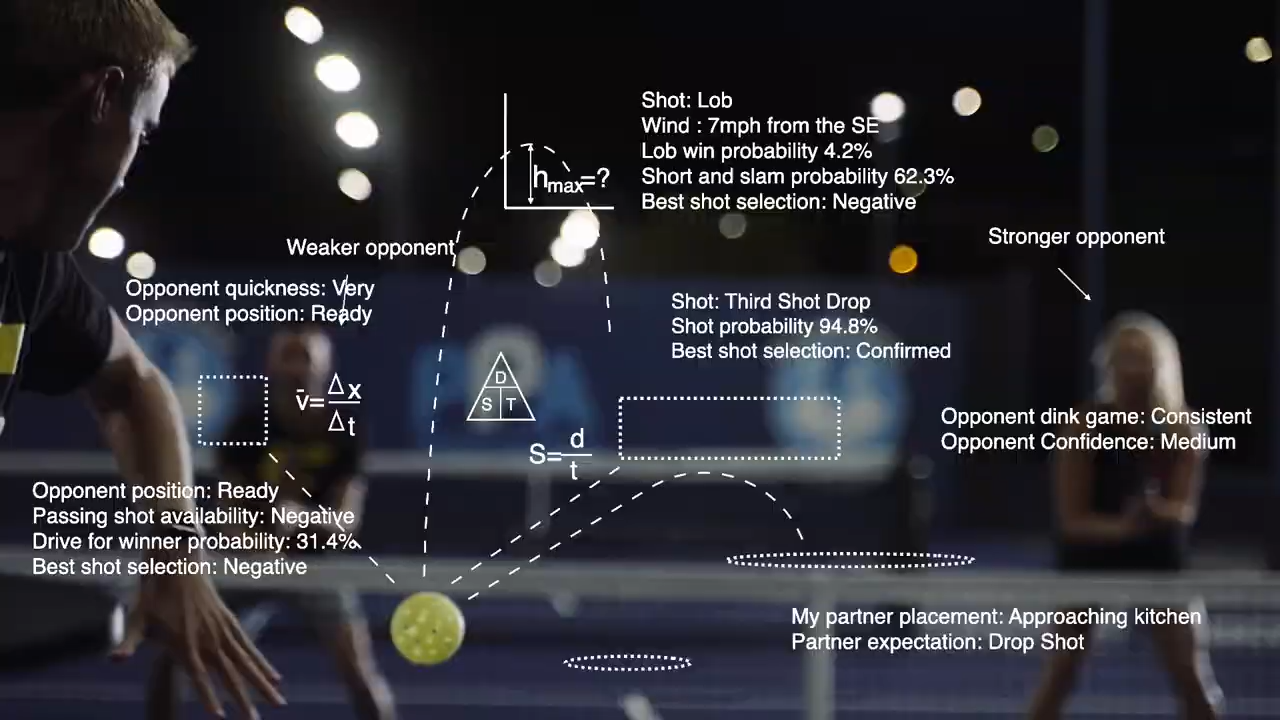 Shot: Lob
Wind : 7mph from the SE
Lob win probability 4.2%
Short and slam probability 62.3%
Best shot selection: Negative
hmax=?
Weaker opponent
Stronger opponent
Opponent quickness: Very
Opponent position: Ready
Shot: Third Shot Drop
Shot probability 94.8%
Best shot selection: Confirmed
v̄=Δx/Δt
D
S T
S=d/t
Opponent dink game: Consistent
Opponent Confidence: Medium
Opponent position: Ready
Passing shot availability: Negative
Drive for winner probability: 31.4%
Best shot selection: Negative
My partner placement: Approaching kitchen
Partner expectation: Drop Shot